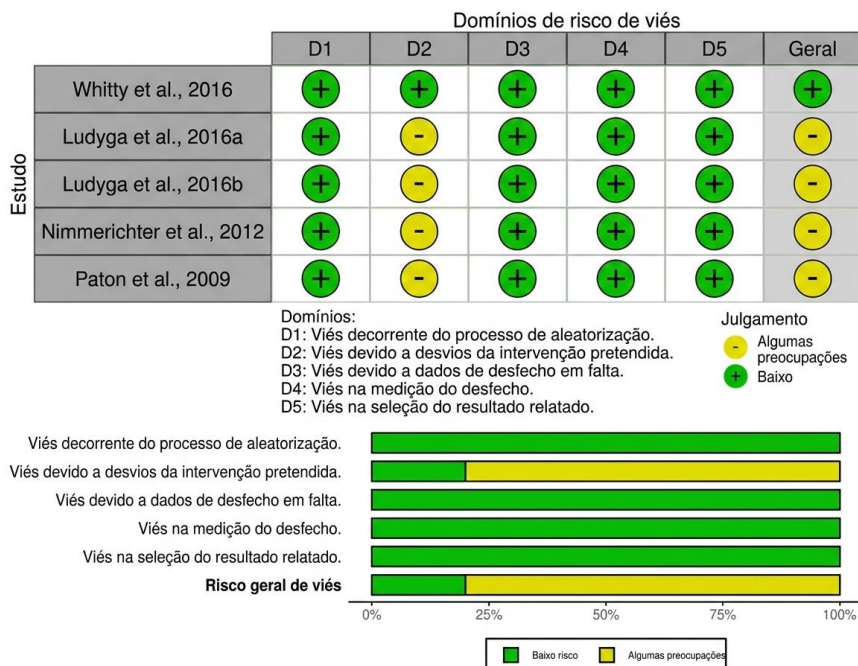 Domínios de risco de viés
D1 D2 D3 D4 D5 Geral
Estudo
Whitty et al., 2016 + + + + + +
Ludyga et al., 2016a + - + + + -
Ludyga et al., 2016b + - + + + -
Nimmerichter et al., 2012 + - + + + -
Paton et al., 2009 + - + + + -
Domínios:
D1: Viés decorrente do processo de aleatorização.
D2: Viés devido a desvios da intervenção pretendida.
D3: Viés devido a dados de desfecho em falta.
D4: Viés na medição do desfecho.
D5: Viés na seleção do resultado relatado.
Julgamento
- Algumas
preocupações
+ Baixo
Viés decorrente do processo de aleatorização.
Viés devido a desvios da intervenção pretendida.
Viés devido a dados de desfecho em falta.
Viés na medição do desfecho.
Viés na seleção do resultado relatado.
Risco geral de viés
0% 25% 50% 75% 100%
Baixo risco Algumas preocupações